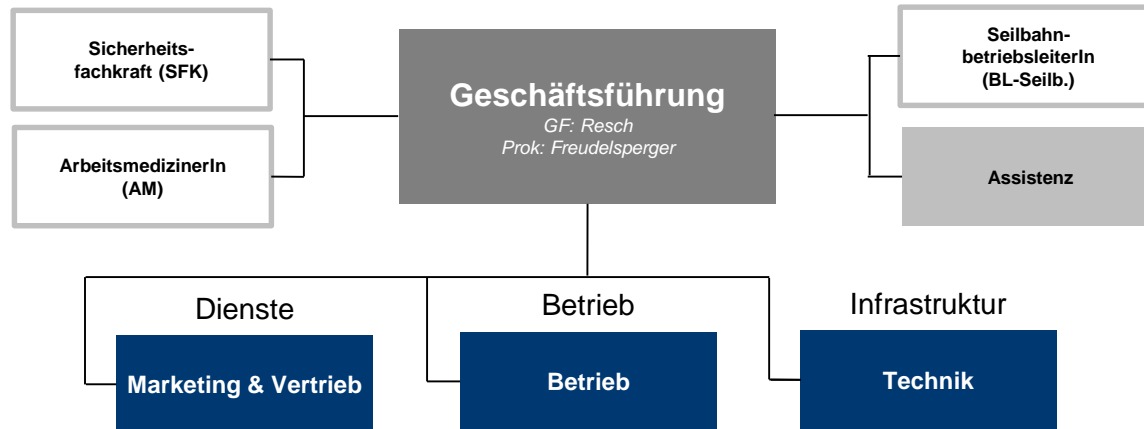 Sicherheits-
fachkraft (SFK)
ArbeitsmedizinerIn
(AM)
Geschäftsführung
GF: Resch
Prok: Freudelsperger
Seilbahn-
betriebsleiterIn
(BL-Seilb.)
Assistenz
Dienste
Marketing & Vertrieb
Betrieb
Betrieb
Infrastruktur
Technik